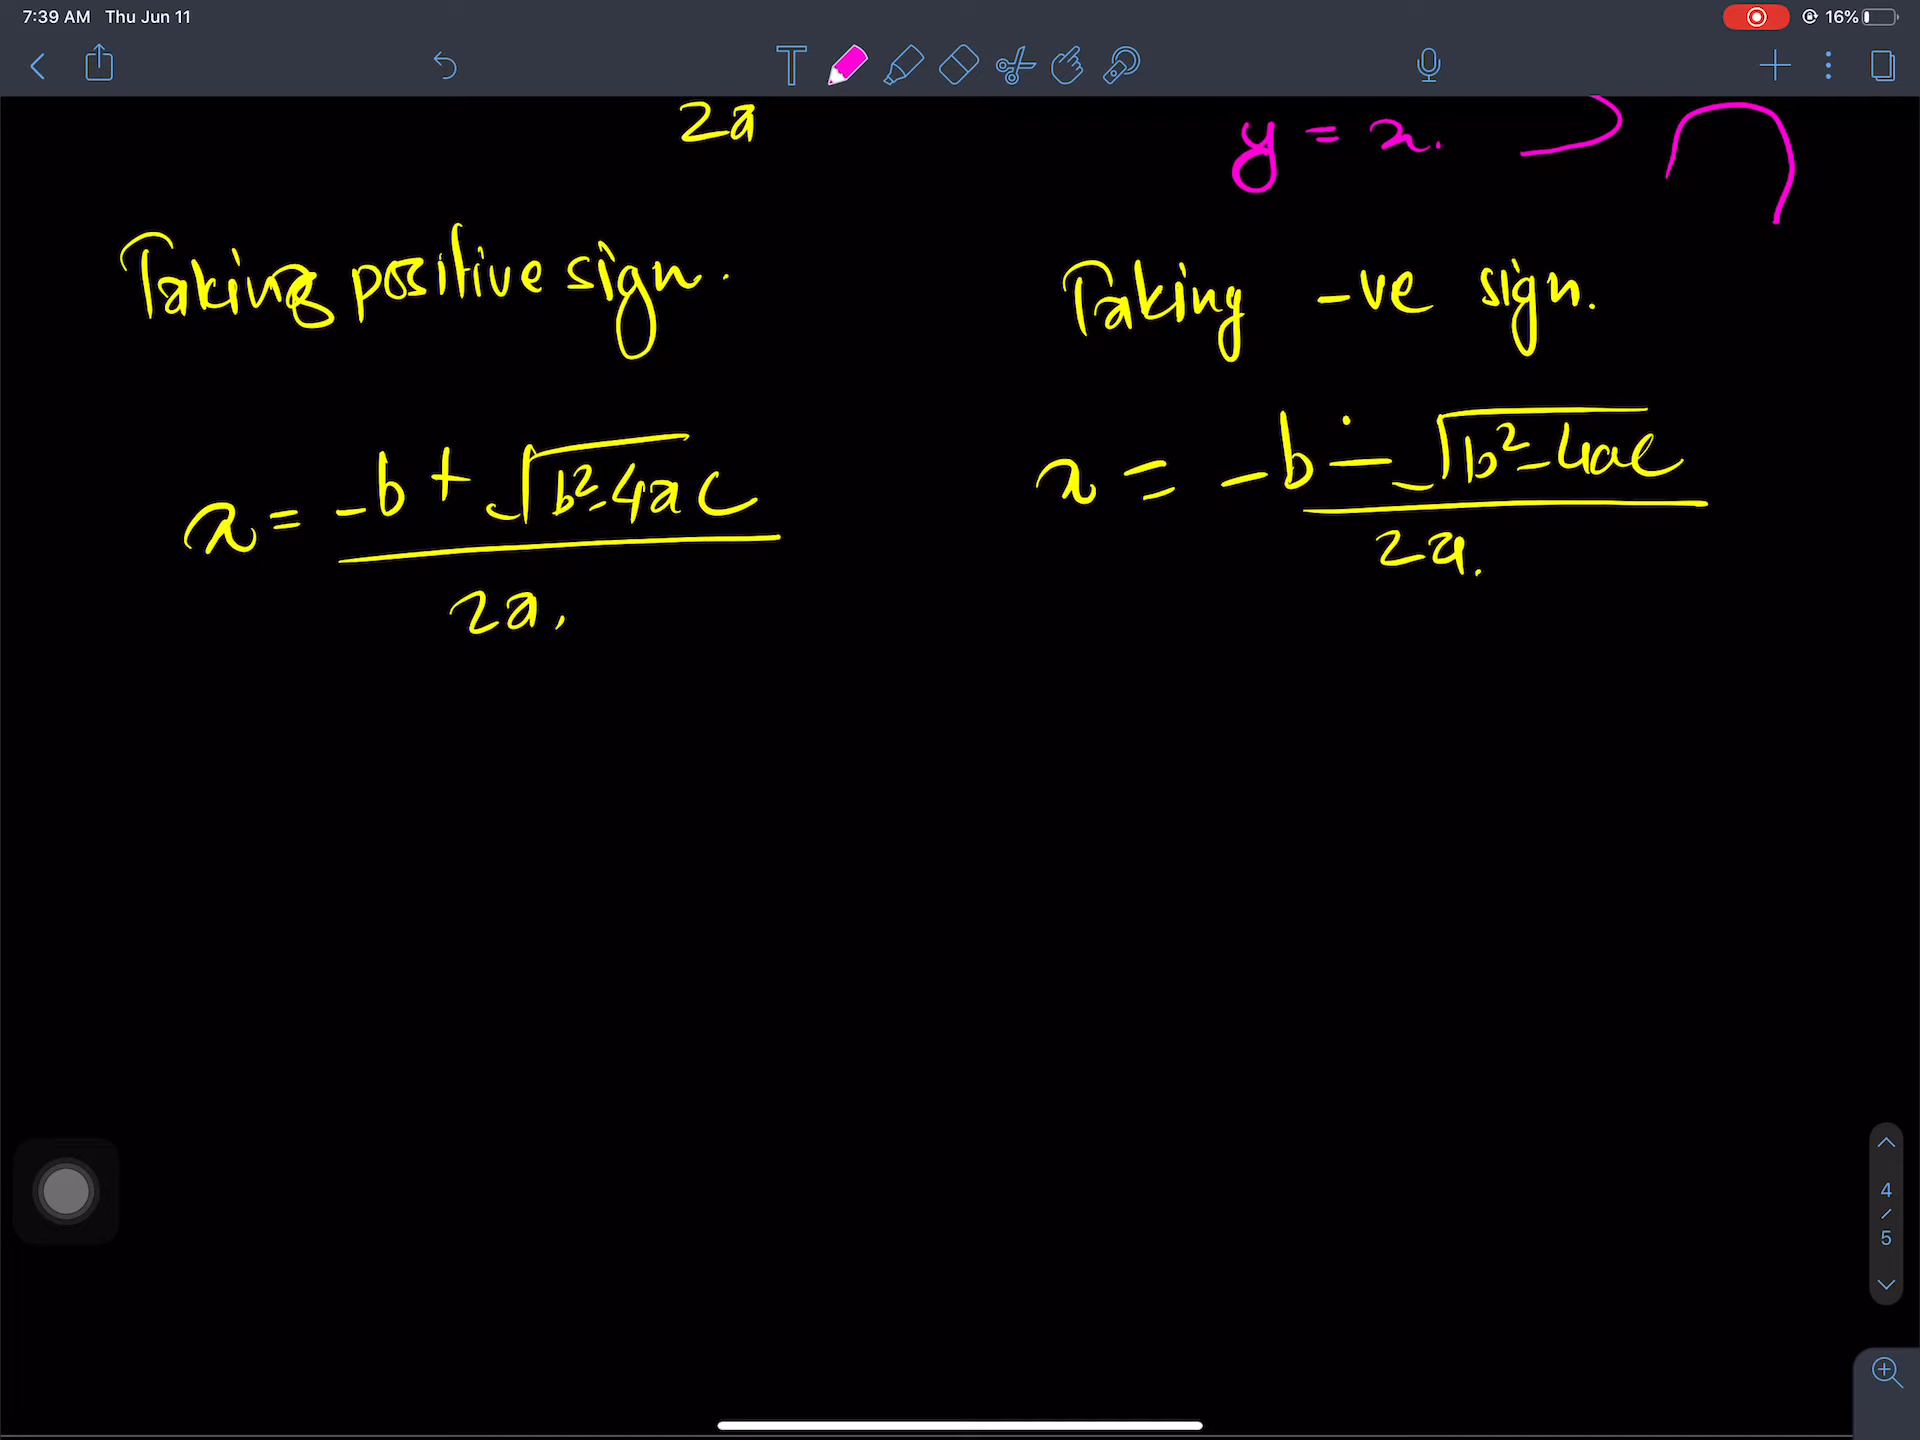 7:39 AM Thu Jun 11
16%
T
2a
y = x.
Taking positive sign.
Taking -ve sign.
x = -b + √b²-4ac
2a,
x = -b - √b²-4ac
2a.
4
/
5